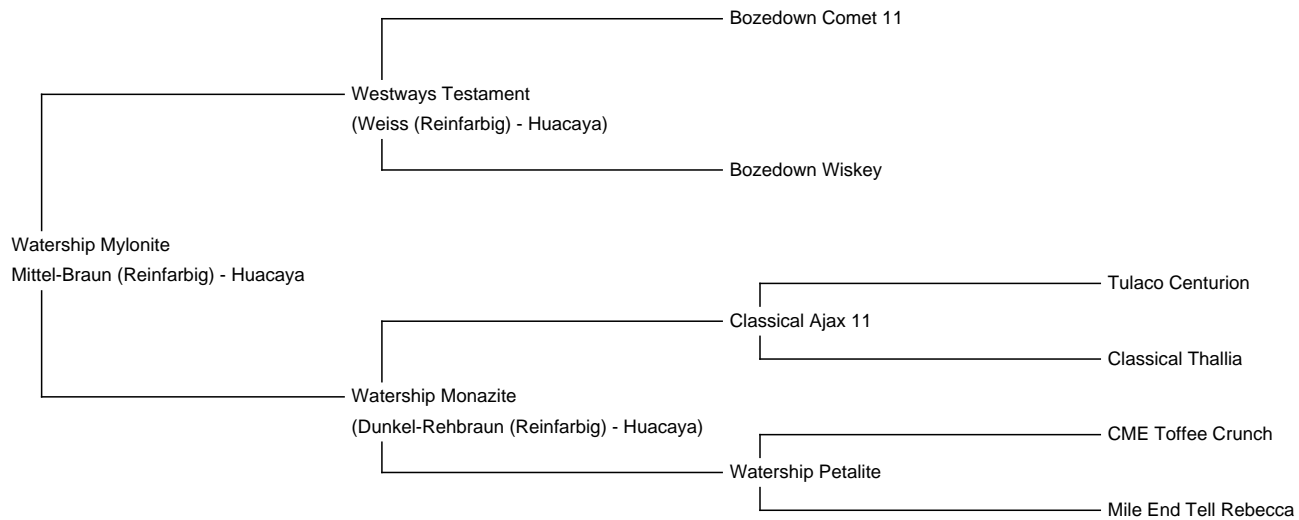 Bozedown Comet 11
Westways Testament
(Weiss (Reinfarbig) - Huacaya)
Bozedown Wiskey
Watership Mylonite
Mittel-Braun (Reinfarbig) - Huacaya
Tulaco Centurion
Classical Ajax 11
Classical Thallia
Watership Monazite
(Dunkel-Rehbraun (Reinfarbig) - Huacaya)
CME Toffee Crunch
Watership Petalite
Mile End Tell Rebecca